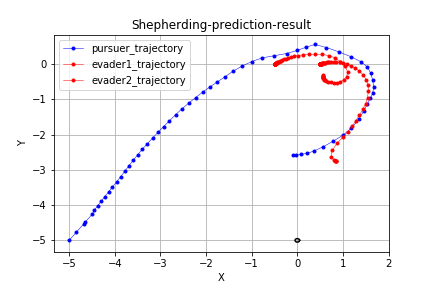 Shepherding-prediction-result
pursuer_trajectory
evader1_trajectory
evader2_trajectory
Y
0
−1
−2
−3
−4
−5
−5 −4 −3 −2 −1 0 1 2
X